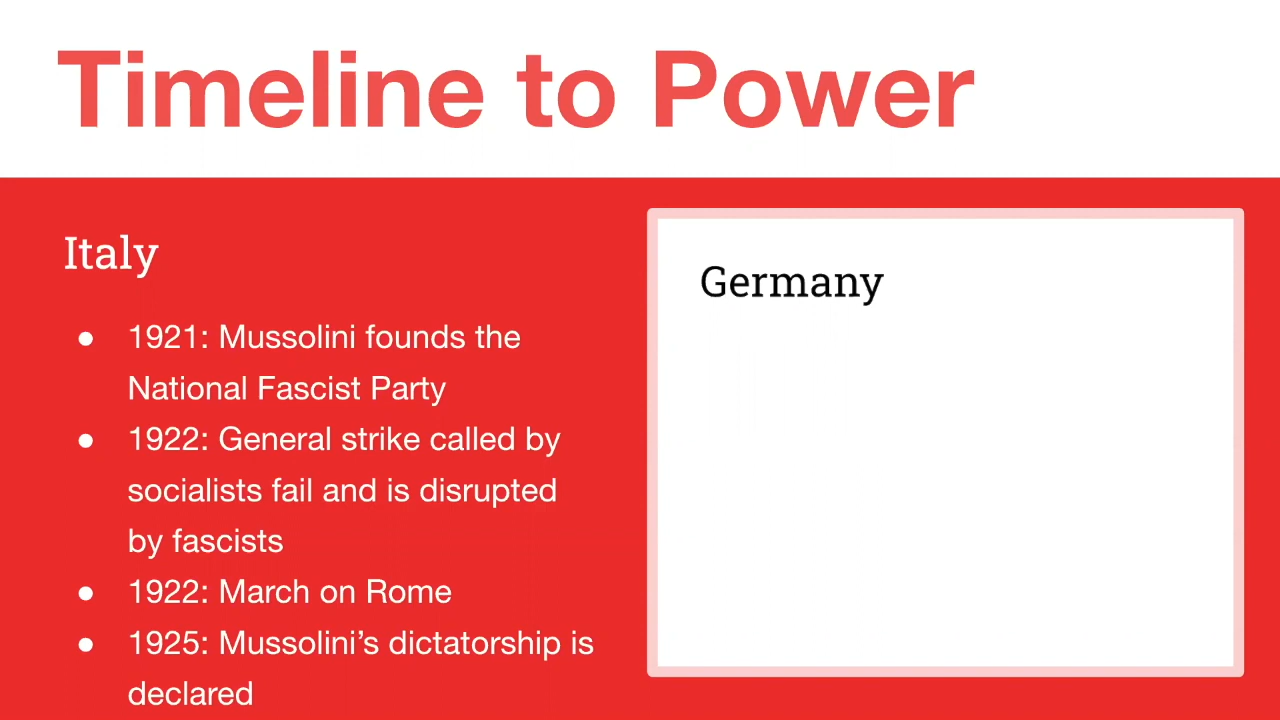 Timeline to Power
Italy
● 1921: Mussolini founds the
National Fascist Party
● 1922: General strike called by
socialists fail and is disrupted
by fascists
● 1922: March on Rome
● 1925: Mussolini’s dictatorship is
declared
Germany